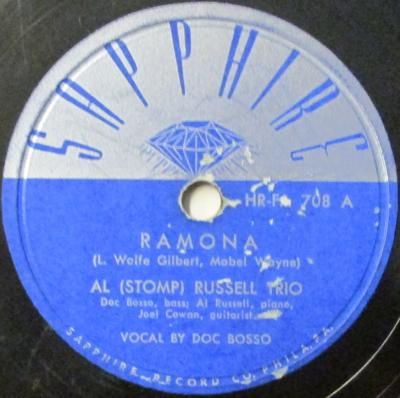 SAPPHIRE
708 A
RAMONA
(L. Wolfe Gilbert, Mabel Wayne)
AL (STOMP) RUSSELL TRIO
Doc Bosso, bass; Al Russell, piano,
Joel Cowan, guitarist
VOCAL BY DOC BOSSO
SAPPHIRE RECORD CO. PHILA. PA.